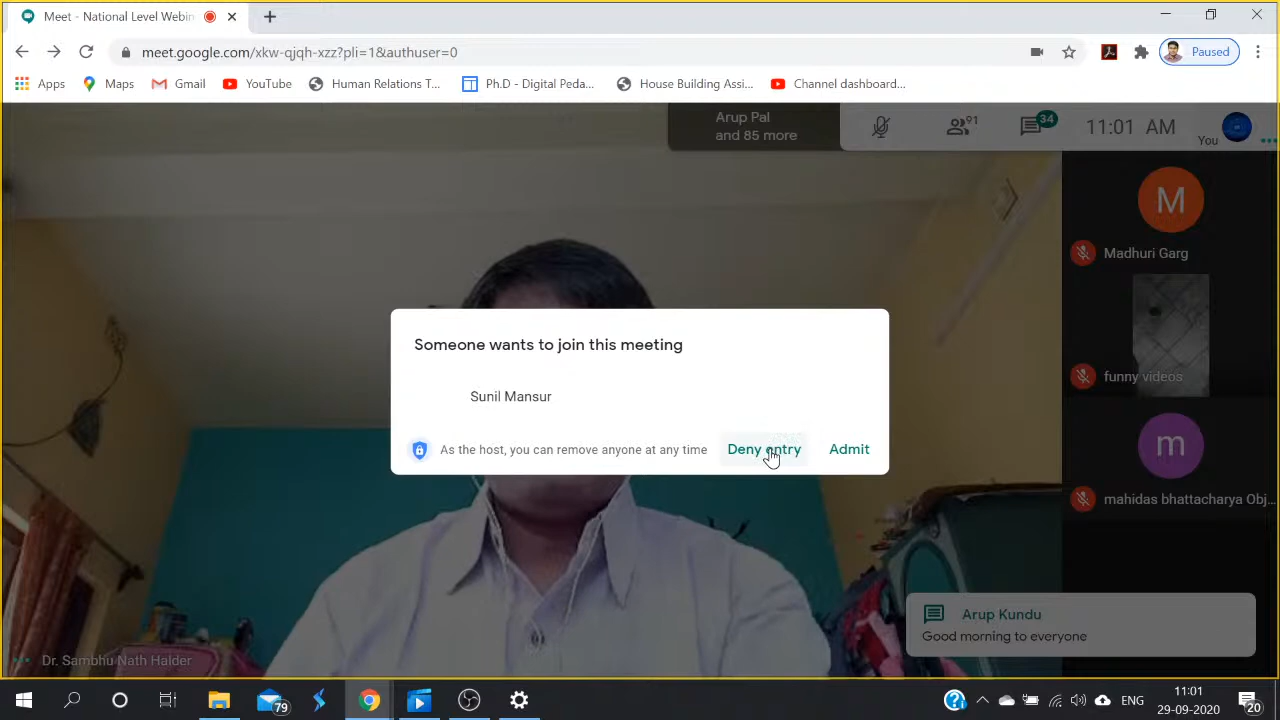 Meet - National Level Webin
meet.google.com/xkw-qjqh-xzz?pli=1&authuser=0
Paused
Apps
Maps
Gmail
YouTube
Human Relations T...
Ph.D - Digital Peda...
House Building Assi...
Channel dashboard...
Arup Pal
and 85 more
91
34
11:01 AM
You
M
Madhuri Garg
funny videos
m
mahidas bhattacharya Obj...
Someone wants to join this meeting
Sunil Mansur
As the host, you can remove anyone at any time
Deny entry
Admit
Arup Kundu
Good morning to everyone
Dr. Sambhu Nath Halder
79
ENG
11:01
29-09-2020
20